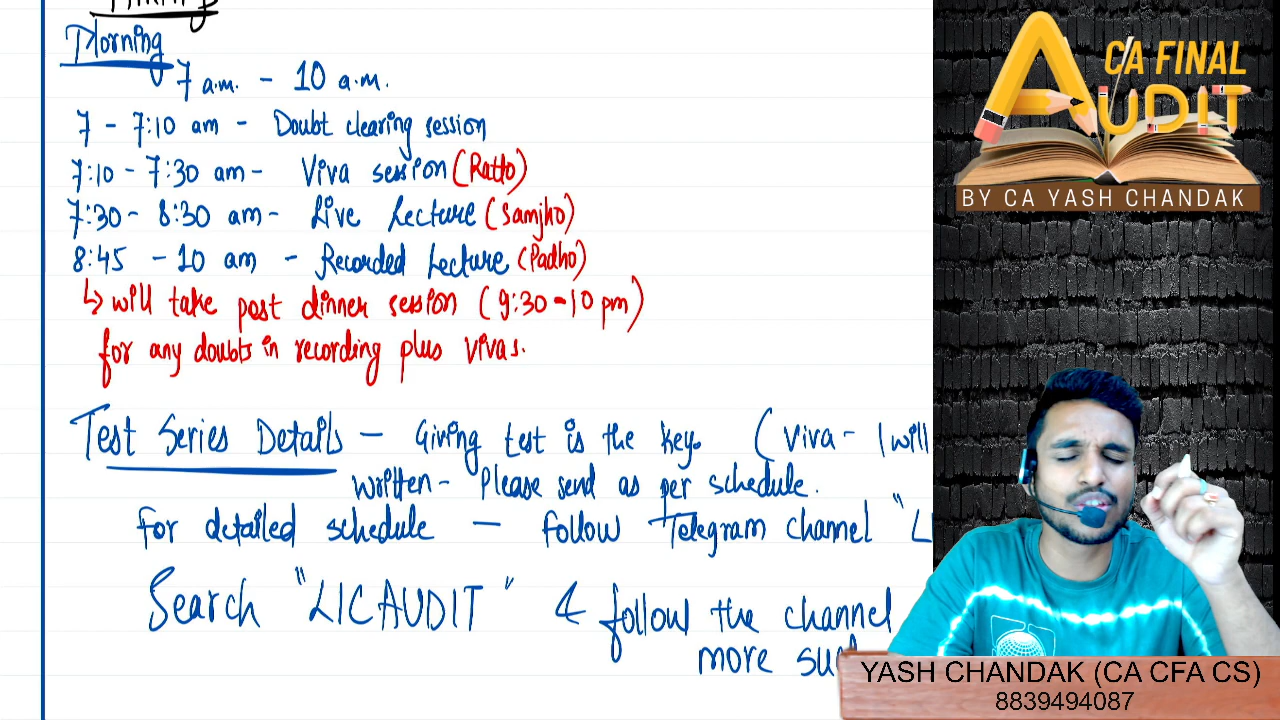 Morning
7 a.m. - 10 a.m.
7 - 7:10 am - Doubt clearing session
7:10 - 7:30 am - Viva session (Ratto)
7:30 - 8:30 am - Live Lecture (Samjho)
8:45 - 10 am - Recorded Lecture (Padho)
↳ will take post dinner session (9:30 - 10 pm)
for any doubts in recording plus vivas.
Test Series Details - Giving test is the key. (Viva - I will
written - Please send as per schedule.
For detailed schedule - follow Telegram channel "L
Search "LICAUDIT" & follow the channel
more
CA FINAL
AUDIT
BY CA YASH CHANDAK
YASH CHANDAK (CA CFA CS)
8839494087